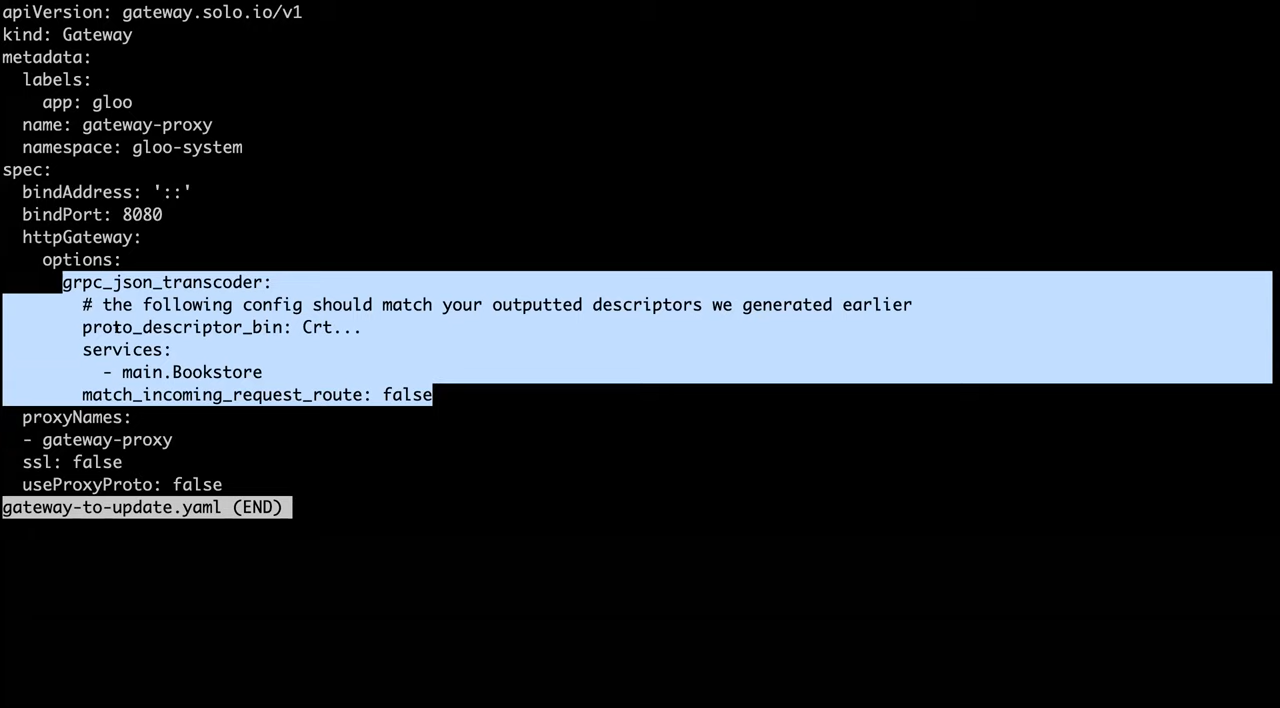 apiVersion: gateway.solo.io/v1
kind: Gateway
metadata:
  labels:
    app: gloo
  name: gateway-proxy
  namespace: gloo-system
spec:
  bindAddress: '::'
  bindPort: 8080
  httpGateway:
    options:
      grpc_json_transcoder:
        # the following config should match your outputted descriptors we generated earlier
        proto_descriptor_bin: Crt...
        services:
          - main.Bookstore
        match_incoming_request_route: false
  proxyNames:
  - gateway-proxy
  ssl: false
  useProxyProto: false
gateway-to-update.yaml (END)